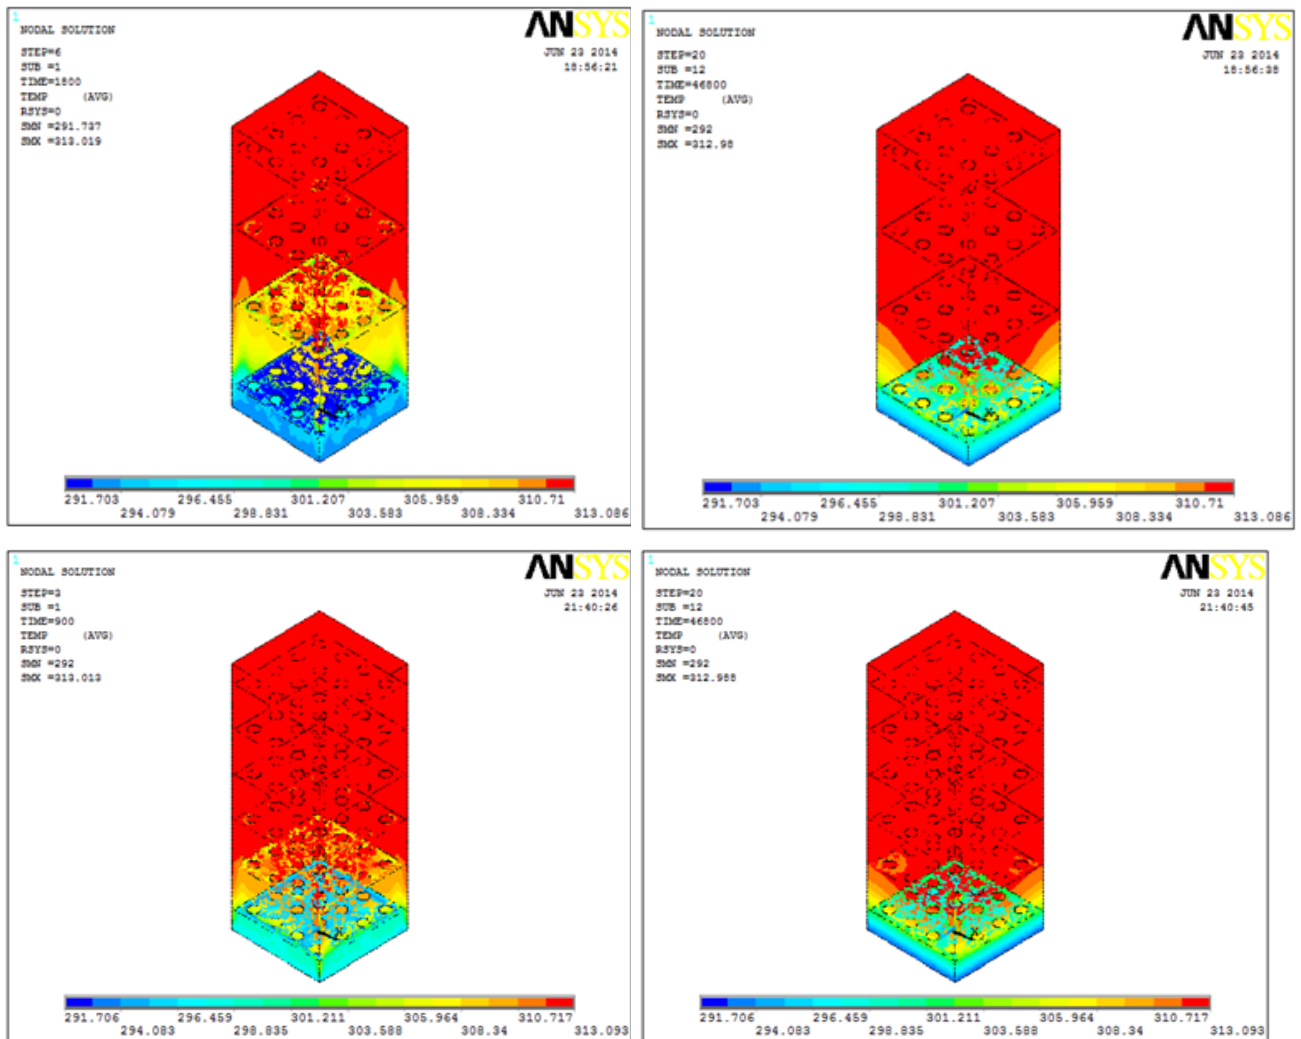 1
NODAL SOLUTION
STEP=6
SUB =1
TIME=1800
TEMP (AVG)
RSYS=0
SMN =291.737
SMX =313.019
ANSYS
JUN 23 2014
18:56:21
X
291.703 296.455 301.207 305.959 310.71
294.079 298.831 303.583 308.334 313.086
1
NODAL SOLUTION
STEP=20
SUB =12
TIME=46800
TEMP (AVG)
RSYS=0
SMN =292
SMX =312.98
ANSYS
JUN 23 2014
18:56:38
X
291.703 296.455 301.207 305.959 310.71
294.079 298.831 303.583 308.334 313.086
1
NODAL SOLUTION
STEP=3
SUB =1
TIME=900
TEMP (AVG)
RSYS=0
SMN =292
SMX =313.013
ANSYS
JUN 23 2014
21:40:26
X
291.706 296.459 301.211 305.964 310.717
294.083 298.835 303.588 308.34 313.093
1
NODAL SOLUTION
STEP=20
SUB =12
TIME=46800
TEMP (AVG)
RSYS=0
SMN =292
SMX =312.988
ANSYS
JUN 23 2014
21:40:45
X
291.706 296.459 301.211 305.964 310.717
294.083 298.835 303.588 308.34 313.093